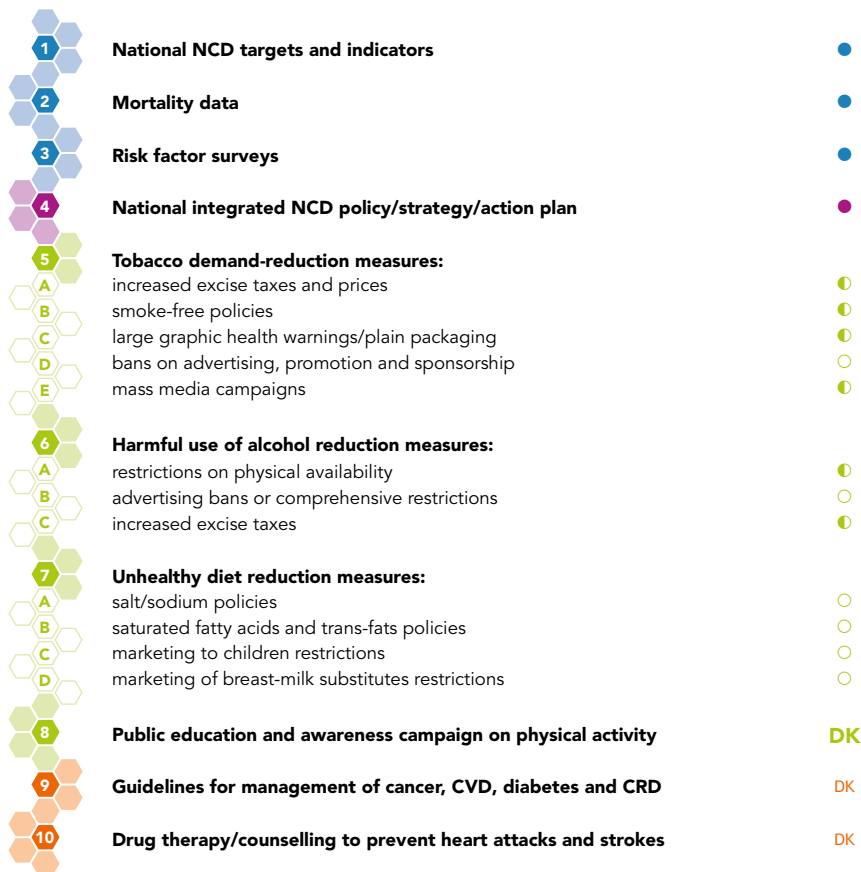 1 National NCD targets and indicators
2 Mortality data
3 Risk factor surveys
4 National integrated NCD policy/strategy/action plan
5 Tobacco demand-reduction measures:
A increased excise taxes and prices
B smoke-free policies
C large graphic health warnings/plain packaging
D bans on advertising, promotion and sponsorship
E mass media campaigns
6 Harmful use of alcohol reduction measures:
A restrictions on physical availability
B advertising bans or comprehensive restrictions
C increased excise taxes
7 Unhealthy diet reduction measures:
A salt/sodium policies
B saturated fatty acids and trans-fats policies
C marketing to children restrictions
D marketing of breast-milk substitutes restrictions
8 Public education and awareness campaign on physical activity DK
9 Guidelines for management of cancer, CVD, diabetes and CRD DK
10 Drug therapy/counselling to prevent heart attacks and strokes DK